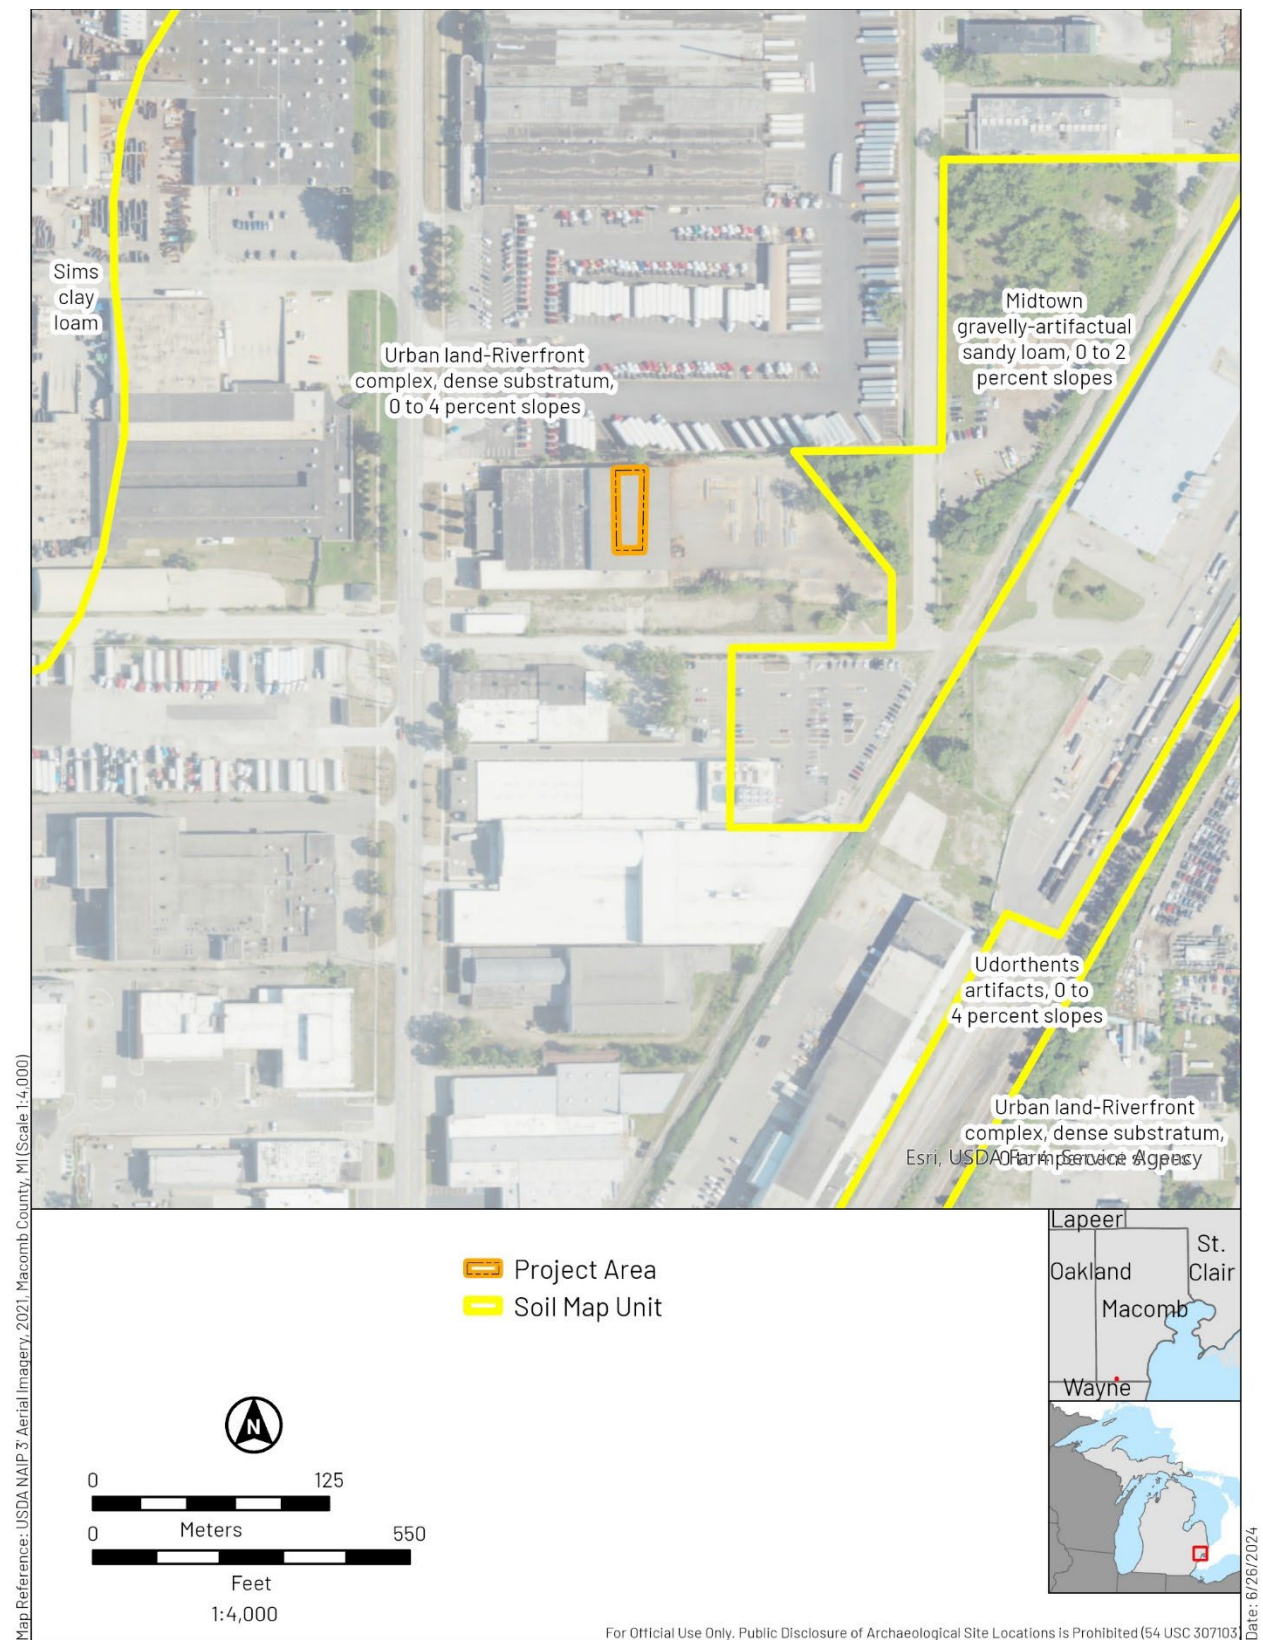 Sims
clay
loam
Urban land-Riverfront
complex, dense substratum,
0 to 4 percent slopes
Midtown
gravelly-artifactual
sandy loam, 0 to 2
percent slopes
Udorthents
artifacts, 0 to
4 percent slopes
Urban land-Riverfront
complex, dense substratum,
0 to 4 percent slopes
Esri, USDA Farm Service Agency
Project Area
Soil Map Unit
N
0 125
Meters
0 550
Feet
1:4,000
Lapeer
St.
Clair
Oakland
Macomb
Wayne
Map Reference: USDA NAIP 3' Aerial Imagery, 2021, Macomb County, MI (Scale 1:4,000)
Date: 6/26/2024
For Official Use Only. Public Disclosure of Archaeological Site Locations is Prohibited (54 USC 307103)